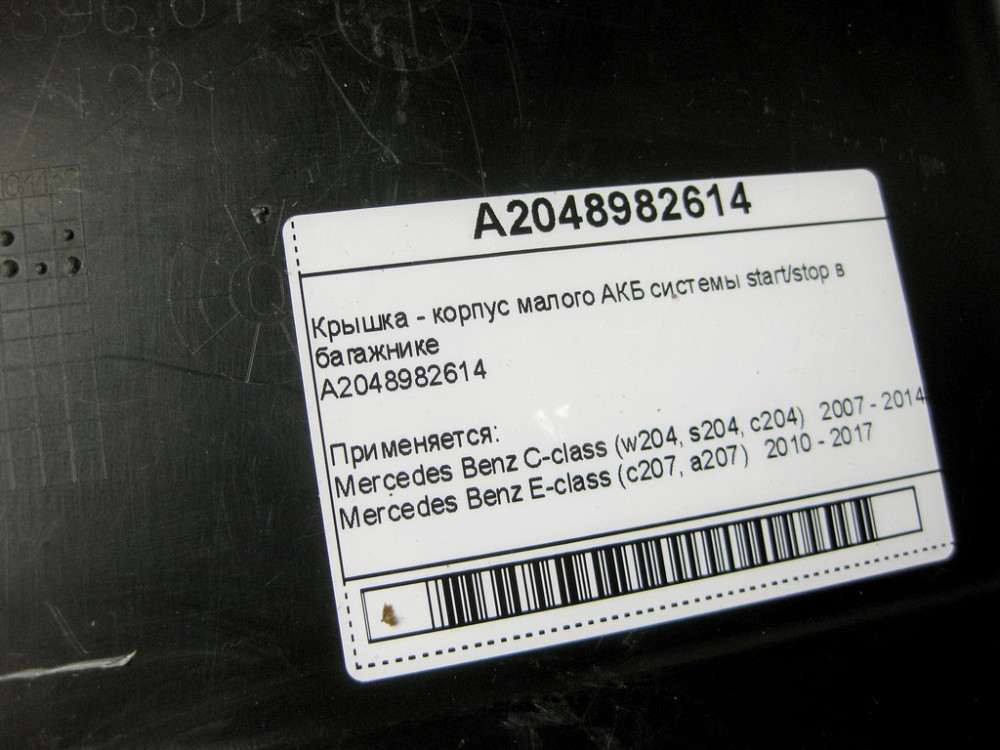 A2048982614
Крышка - корпус малого АКБ системы start/stop в
багажнике
A2048982614
Применяется:
Mercedes Benz C-class (w204, s204, c204) 2007 - 2014
Mercedes Benz E-class (c207, a207) 2010 - 2017